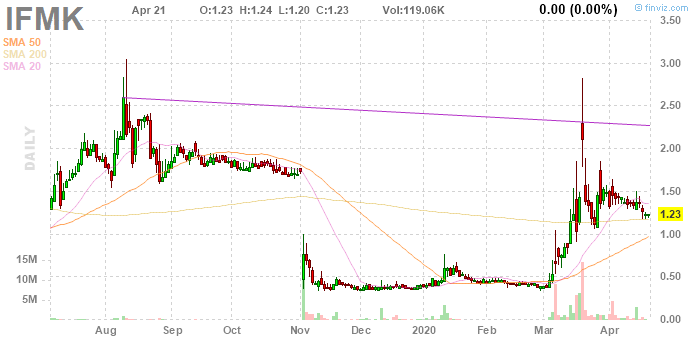 IFMK Apr 21 O:1.23 H:1.24 L:1.20 C:1.23 Vol:119.06K 0.00 (0.00%) © finviz.com
SMA 50
SMA 200
SMA 20
DAILY
3.50
3.00
2.50
2.00
1.50
1.23
1.00
0.50
0.00
15M
10M
5M
Aug Sep Oct Nov Dec 2020 Feb Mar Apr